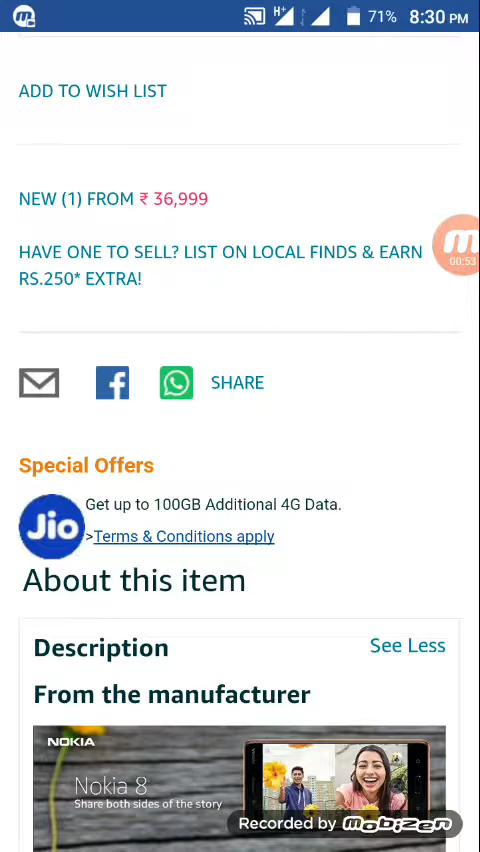 H+ 71% 8:30 PM
ADD TO WISH LIST
NEW (1) FROM ₹ 36,999
00:53
HAVE ONE TO SELL? LIST ON LOCAL FINDS & EARN
RS.250* EXTRA!
SHARE
Special Offers
Jio
Get up to 100GB Additional 4G Data.
>Terms & Conditions apply
About this item
Description
See Less
From the manufacturer
NOKIA
Nokia 8
Share both sides of the story
Recorded by mobizen